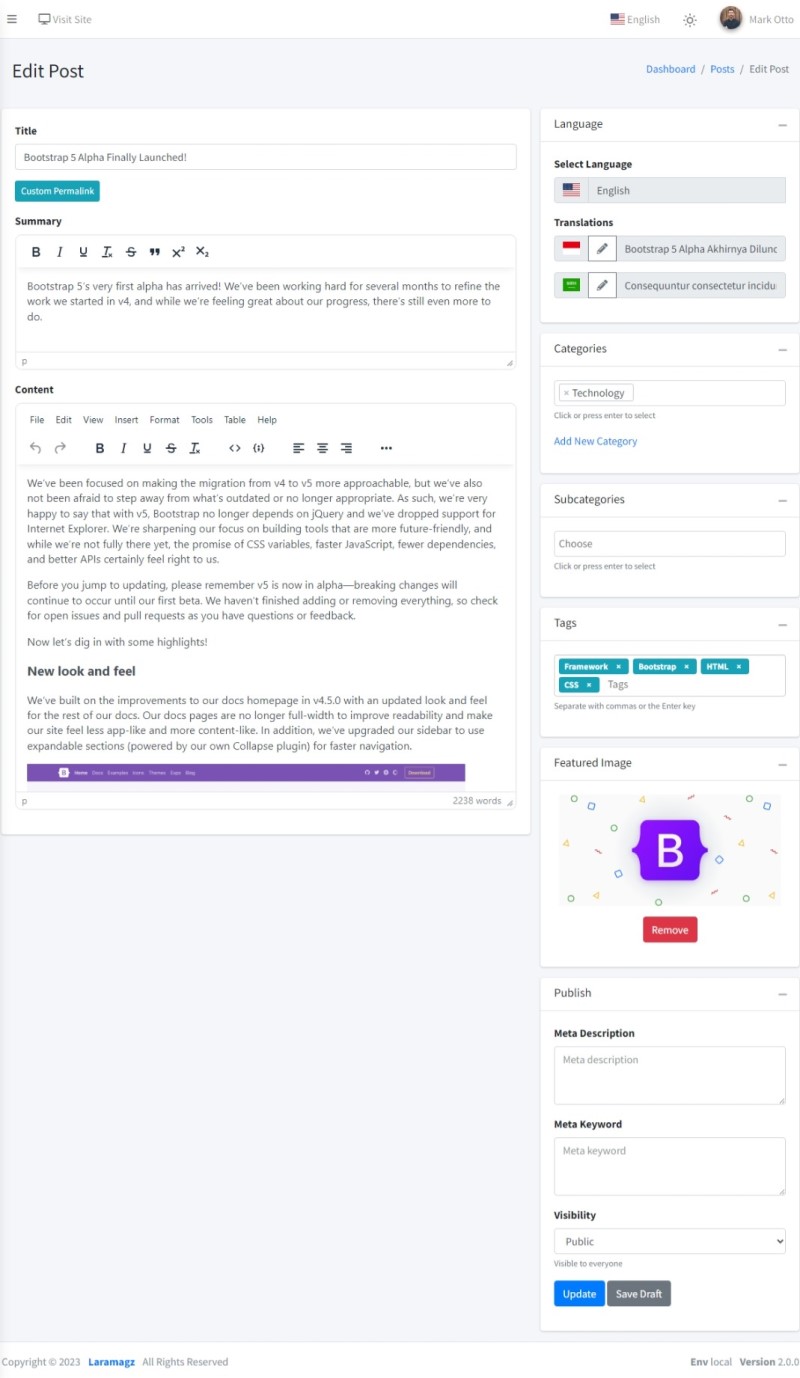 Visit Site
English
Mark Otto
Edit Post
Dashboard / Posts / Edit Post
Title
Bootstrap 5 Alpha Finally Launched!
Custom Permalink
Summary
B I U Tx S ❞ X² X₂
Bootstrap 5's very first alpha has arrived! We've been working hard for several months to refine the
work we started in v4, and while we're feeling great about our progress, there's still even more to
do.
p
Content
File Edit View Insert Format Tools Table Help
B I U S Tx <> {;} ...
We've been focused on making the migration from v4 to v5 more approachable, but we've also
not been afraid to step away from what's outdated or no longer appropriate. As such, we're very
happy to say that with v5, Bootstrap no longer depends on jQuery and we've dropped support for
Internet Explorer. We're sharpening our focus on building tools that are more future-friendly, and
while we're not fully there yet, the promise of CSS variables, faster JavaScript, fewer dependencies,
and better APIs certainly feel right to us.
Before you jump to updating, please remember v5 is now in alpha—breaking changes will
continue to occur until our first beta. We haven't finished adding or removing everything, so check
for open issues and pull requests as you have questions or feedback.
Now let's dig in with some highlights!
New look and feel
We've built on the improvements to our docs homepage in v4.5.0 with an updated look and feel
for the rest of our docs. Our docs pages are no longer full-width to improve readability and make
our site feel less app-like and more content-like. In addition, we've upgraded our sidebar to use
expandable sections (powered by our own Collapse plugin) for faster navigation.
B Home Docs Examples Icons Themes Expo Blog Download
p 2238 words
Language
Select Language
English
Translations
Bootstrap 5 Alpha Akhirnya Dilunc
Consequuntur consectetur incidu
Categories
× Technology
Click or press enter to select
Add New Category
Subcategories
Choose
Click or press enter to select
Tags
Framework × Bootstrap × HTML ×
CSS × Tags
Separate with commas or the Enter key
Featured Image
B
Remove
Publish
Meta Description
Meta description
Meta Keyword
Meta keyword
Visibility
Public
Visible to everyone
Update Save Draft
Copyright © 2023 Laramagz All Rights Reserved
Env local Version 2.0.0